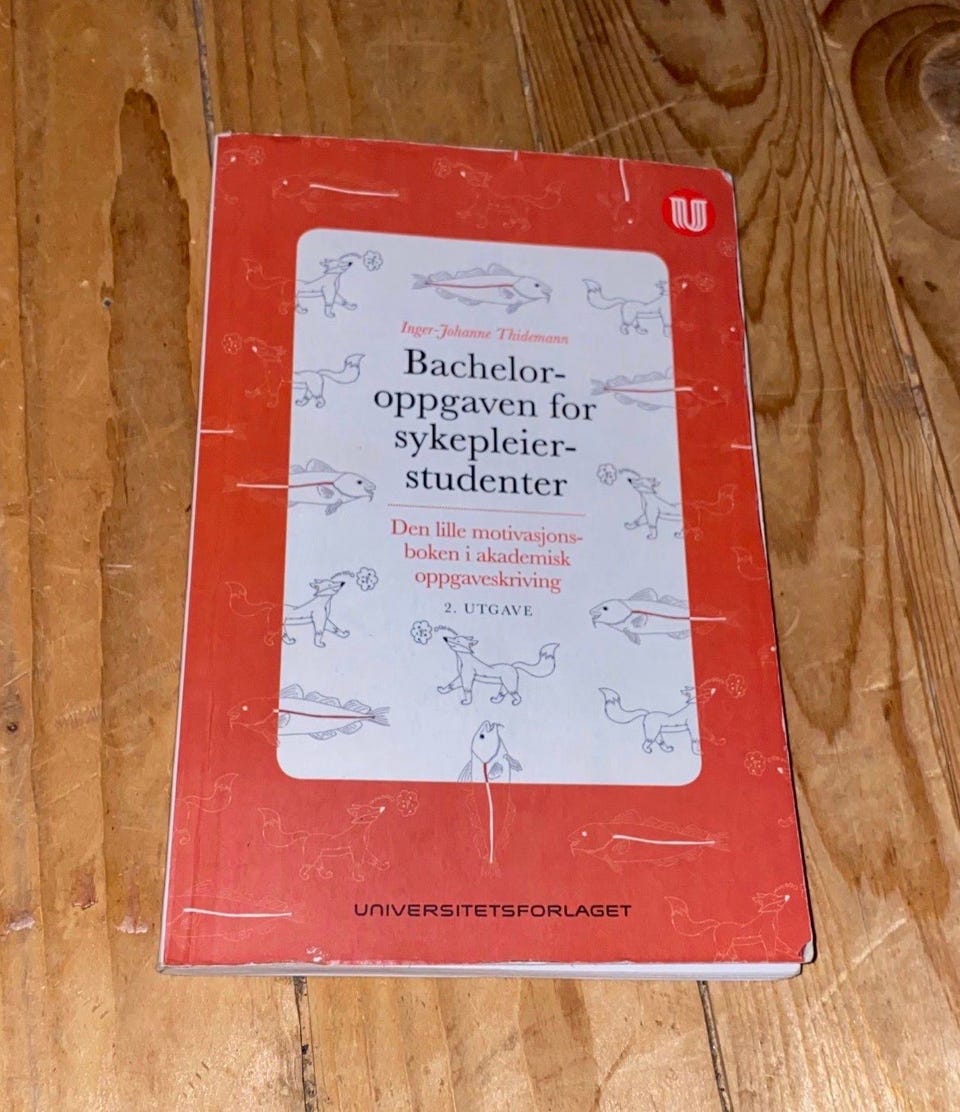 U
Inger-Johanne Thidemann
Bachelor-
oppgaven for
sykepleier-
studenter
Den lille motivasjons-
boken i akademisk
oppgaveskriving
2. UTGAVE
UNIVERSITETSFORLAGET